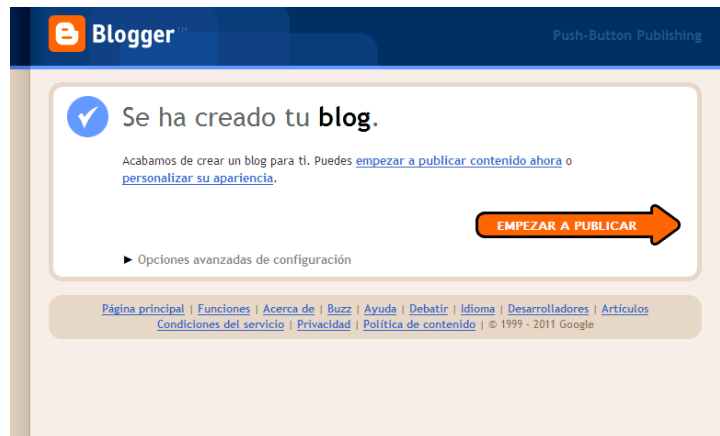 Blogger™
Push-Button Publishing
Se ha creado tu blog.
Acabamos de crear un blog para ti. Puedes empezar a publicar contenido ahora o
personalizar su apariencia.
EMPEZAR A PUBLICAR
► Opciones avanzadas de configuración
Página principal | Funciones | Acerca de | Buzz | Ayuda | Debatir | Idioma | Desarrolladores | Artículos
Condiciones del servicio | Privacidad | Política de contenido | © 1999 - 2011 Google